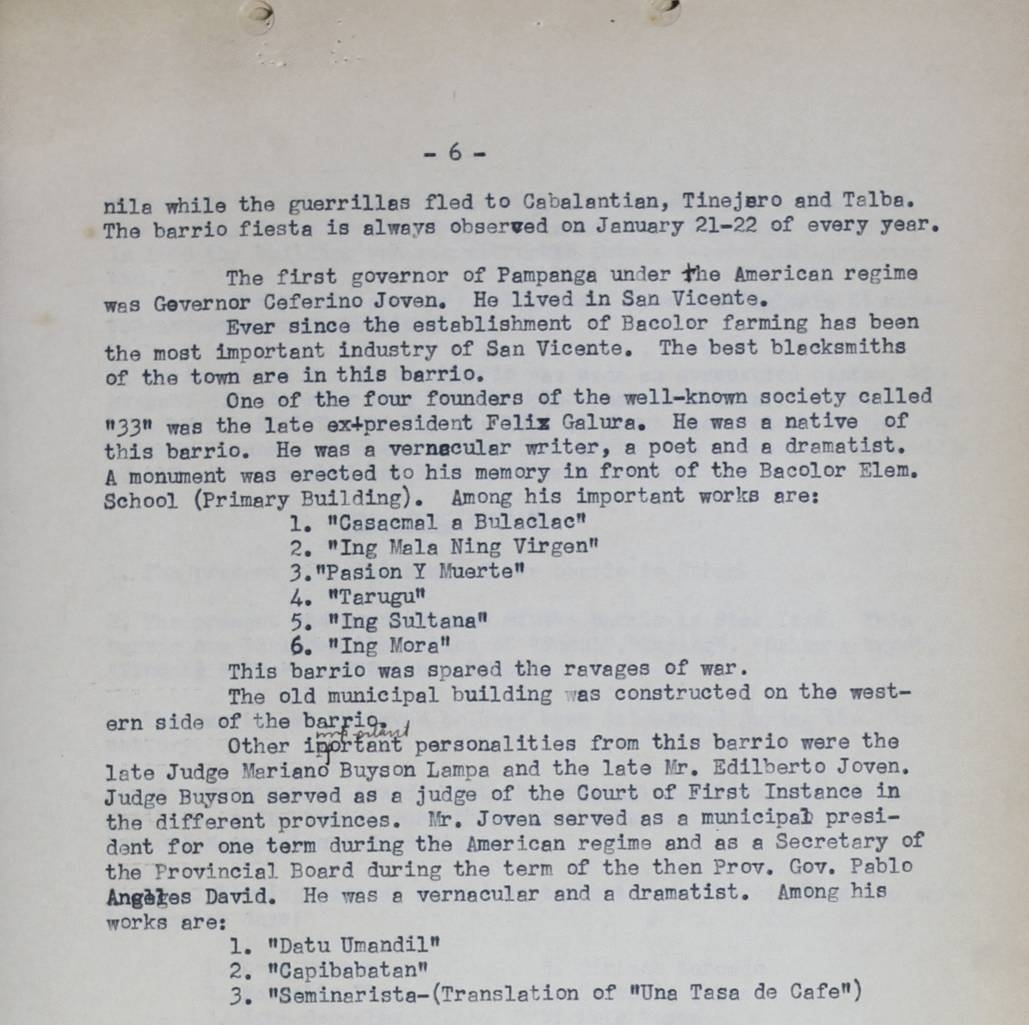 - 6 -
nila while the guerrillas fled to Cabalantian, Tinejero and Talba.
The barrio fiesta is always observed on January 21-22 of every year.
The first governor of Pampanga under the American regime
was Governor Ceferino Joven. He lived in San Vicente.
Ever since the establishment of Bacolor farming has been
the most important industry of San Vicente. The best blacksmiths
of the town are in this barrio.
One of the four founders of the well-known society called
"33" was the late ex+president Felix Galura. He was a native of
this barrio. He was a vernacular writer, a poet and a dramatist.
A monument was erected to his memory in front of the Bacolor Elem.
School (Primary Building). Among his important works are:
1. "Casacmal a Bulaclac"
2. "Ing Mala Ning Virgen"
3."Pasion Y Muerte"
4. "Tarugu"
5. "Ing Sultana"
6. "Ing Mora"
This barrio was spared the ravages of war.
The old municipal building was constructed on the west-
ern side of the barrio.
Other iportant personalities from this barrio were the
late Judge Mariano Buyson Lampa and the late Mr. Edilberto Joven.
Judge Buyson served as a judge of the Court of First Instance in
the different provinces. Mr. Joven served as a municipal presi-
dent for one term during the American regime and as a Secretary of
the Provincial Board during the term of the then Prov. Gov. Pablo
Angeles David. He was a vernacular and a dramatist. Among his
works are:
1. "Datu Umandil"
2. "Capibabatan"
3. "Seminarista-(Translation of "Una Tasa de Cafe")